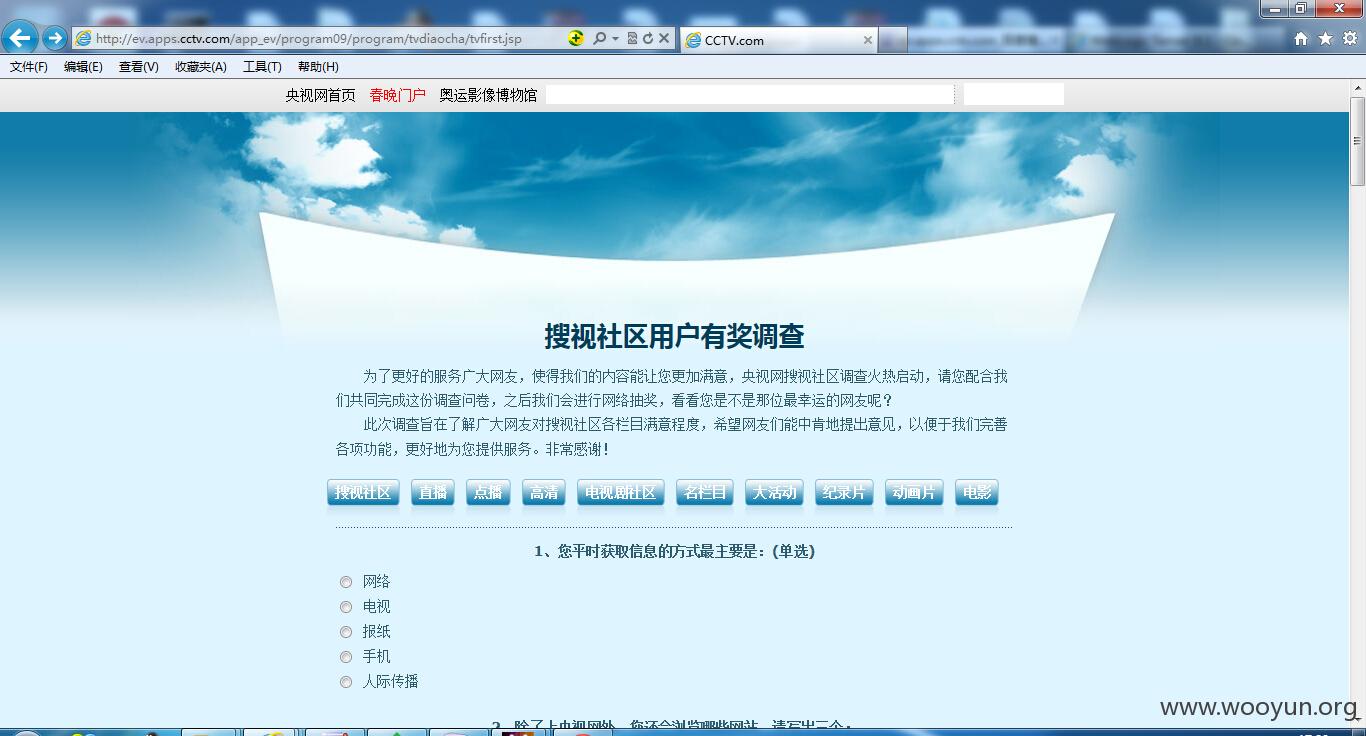 http://ev.apps.cctv.com/app_ev/program09/program/tvdiaocha/tvfirst.jsp
CCTV.com
文件(F) 编辑(E) 查看(V) 收藏夹(A) 工具(T) 帮助(H)
央视网首页 春晚门户 奥运影像博物馆
搜视社区用户有奖调查
为了更好的服务广大网友，使得我们的内容能让您更加满意，央视网搜视社区调查火热启动，请您配合我
们共同完成这份调查问卷，之后我们会进行网络抽奖，看看您是不是那位最幸运的网友呢？
此次调查旨在了解广大网友对搜视社区各栏目满意程度，希望网友们能中肯地提出意见，以便于我们完善
各项功能，更好地为您提供服务。非常感谢！
搜视社区 直播 点播 高清 电视剧社区 名栏目 大活动 纪录片 动画片 电影
1、您平时获取信息的方式最主要是：(单选)
网络
电视
报纸
手机
人际传播
2、除了上央视网外，您还会浏览哪些网站，请写出三个：
www.wooyun.org